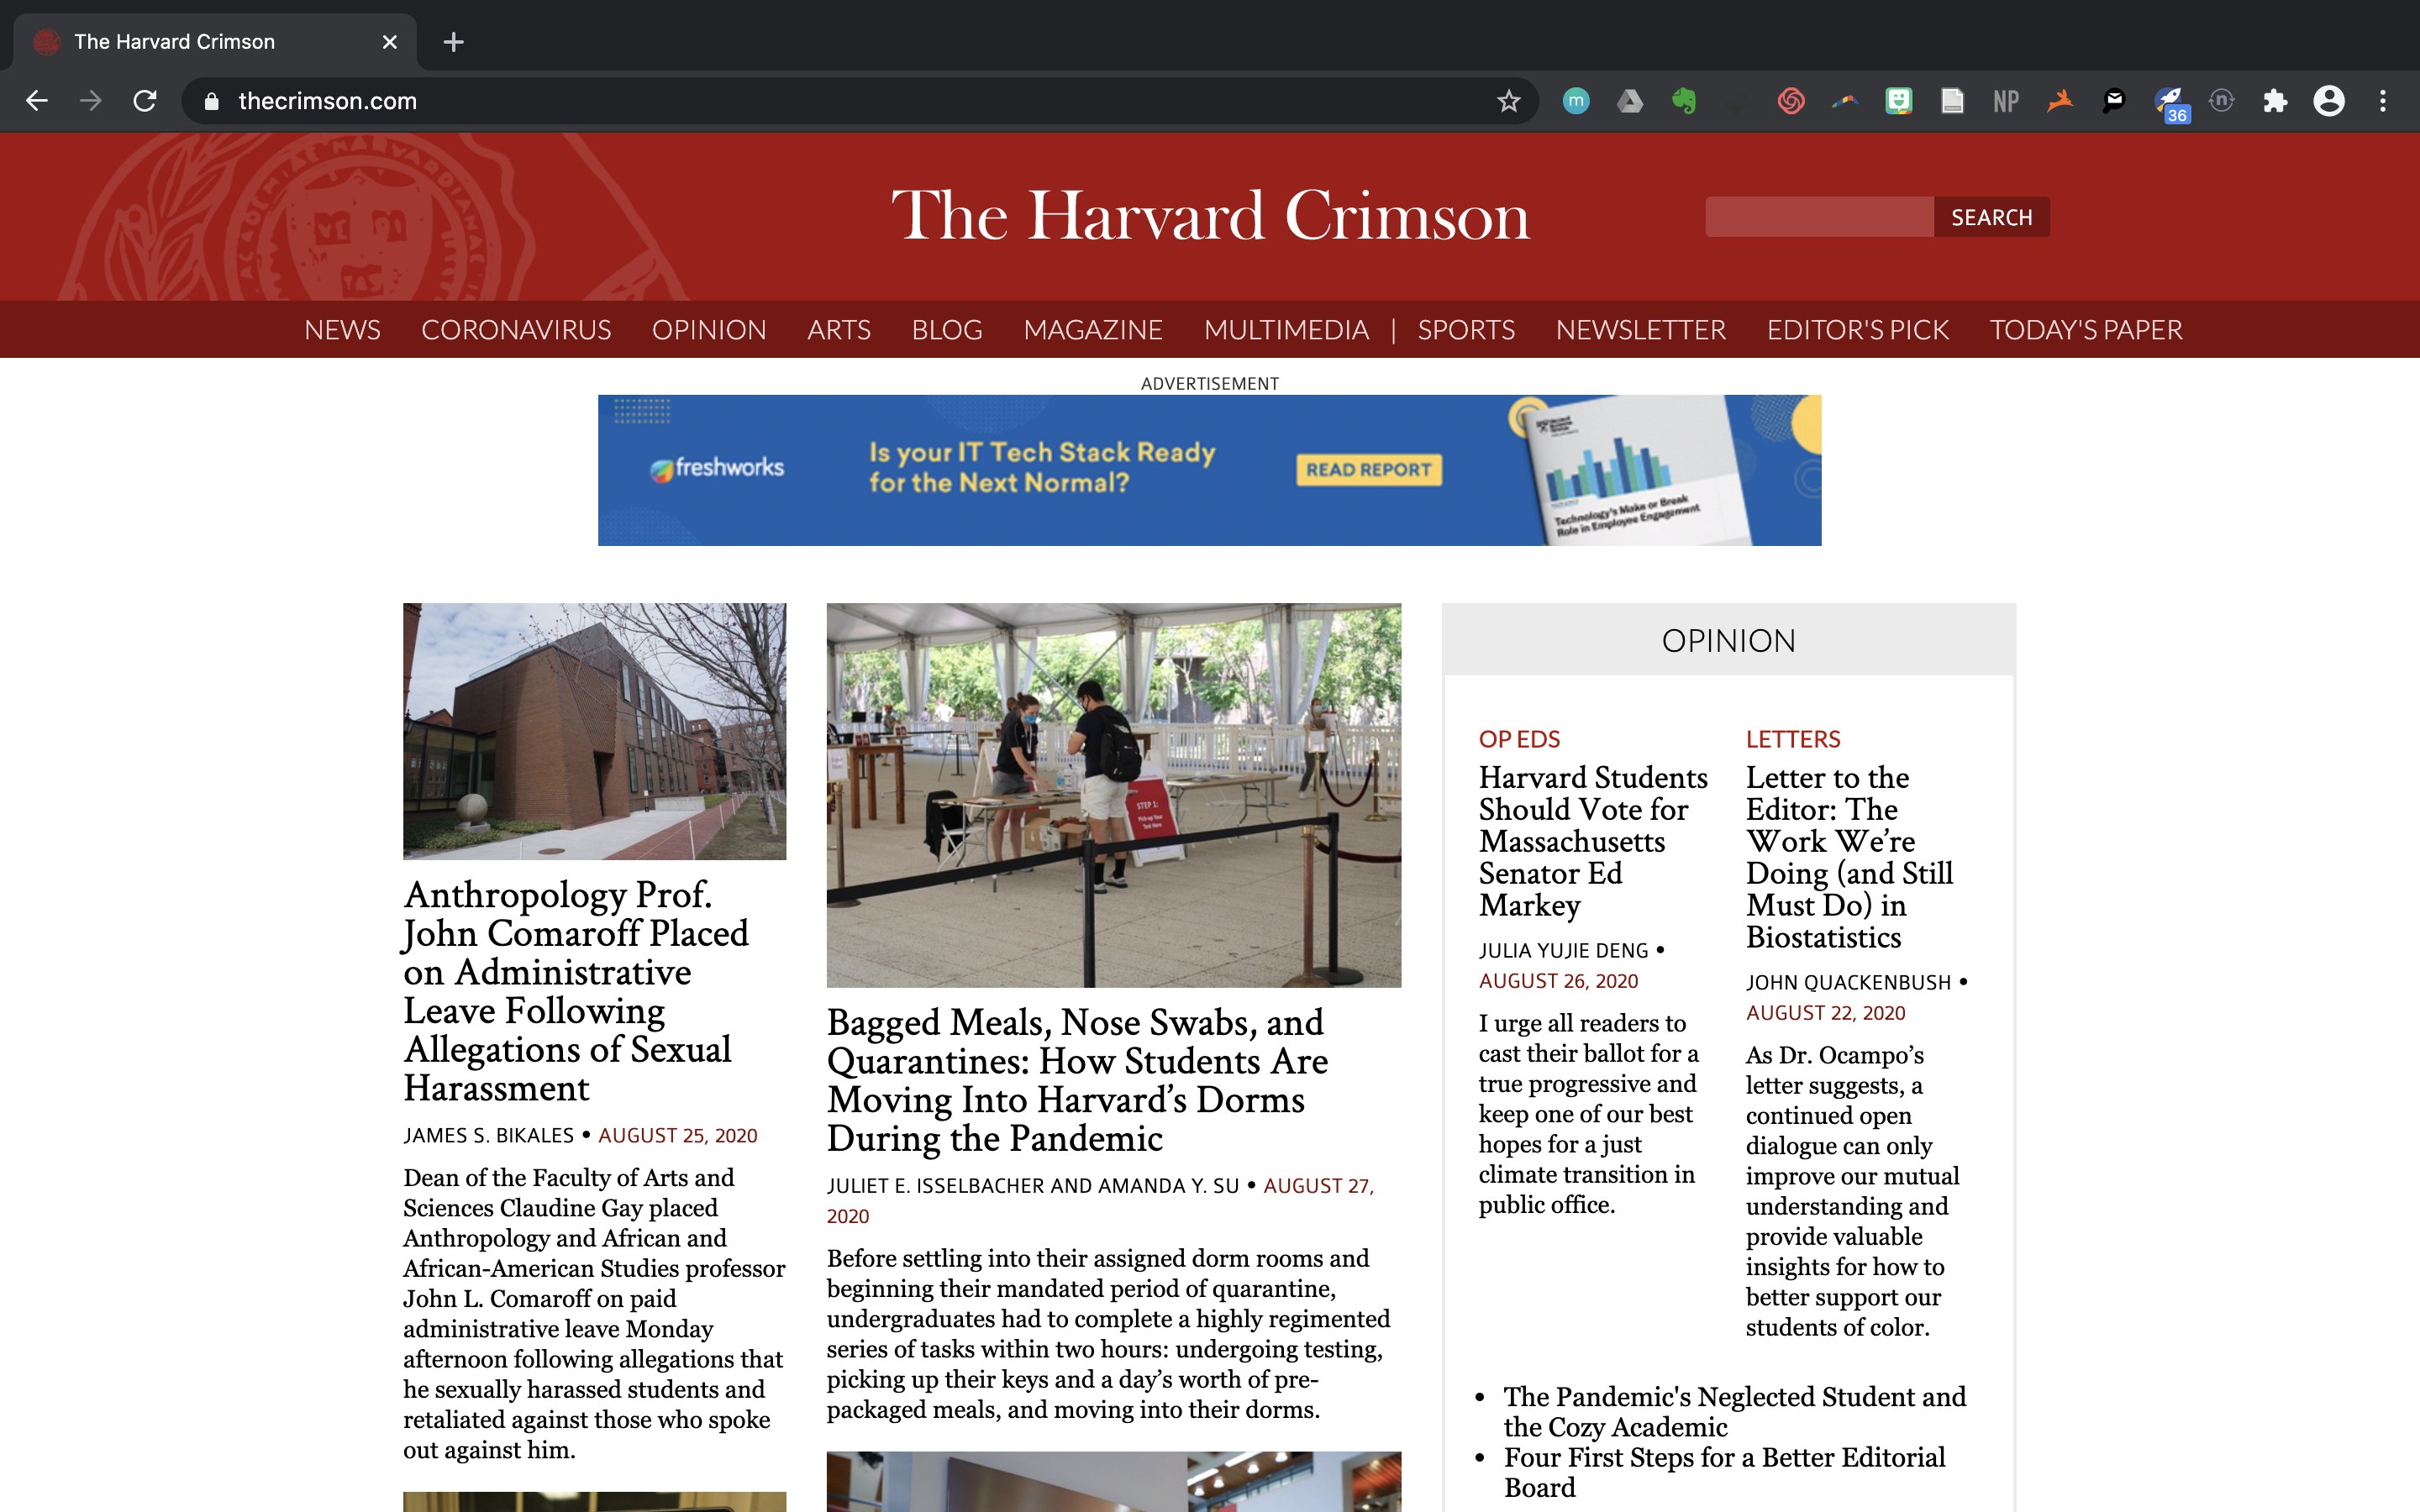 The Harvard Crimson
thecrimson.com
m
NP
36
n
The Harvard Crimson
SEARCH
NEWS CORONAVIRUS OPINION ARTS BLOG MAGAZINE MULTIMEDIA | SPORTS NEWSLETTER EDITOR'S PICK TODAY'S PAPER
ADVERTISEMENT
freshworks
Is your IT Tech Stack Ready
for the Next Normal?
READ REPORT
Technology's Make or Break
Role in Employee Engagement
STEP 1:
Anthropology Prof.
John Comaroff Placed
on Administrative
Leave Following
Allegations of Sexual
Harassment
JAMES S. BIKALES • AUGUST 25, 2020
Dean of the Faculty of Arts and
Sciences Claudine Gay placed
Anthropology and African and
African-American Studies professor
John L. Comaroff on paid
administrative leave Monday
afternoon following allegations that
he sexually harassed students and
retaliated against those who spoke
out against him.
Bagged Meals, Nose Swabs, and
Quarantines: How Students Are
Moving Into Harvard’s Dorms
During the Pandemic
JULIET E. ISSELBACHER AND AMANDA Y. SU • AUGUST 27,
2020
Before settling into their assigned dorm rooms and
beginning their mandated period of quarantine,
undergraduates had to complete a highly regimented
series of tasks within two hours: undergoing testing,
picking up their keys and a day’s worth of pre-
packaged meals, and moving into their dorms.
OPINION
OP EDS
Harvard Students
Should Vote for
Massachusetts
Senator Ed
Markey
JULIA YUJIE DENG •
AUGUST 26, 2020
I urge all readers to
cast their ballot for a
true progressive and
keep one of our best
hopes for a just
climate transition in
public office.
LETTERS
Letter to the
Editor: The
Work We’re
Doing (and Still
Must Do) in
Biostatistics
JOHN QUACKENBUSH •
AUGUST 22, 2020
As Dr. Ocampo’s
letter suggests, a
continued open
dialogue can only
improve our mutual
understanding and
provide valuable
insights for how to
better support our
students of color.
• The Pandemic's Neglected Student and
the Cozy Academic
• Four First Steps for a Better Editorial
Board